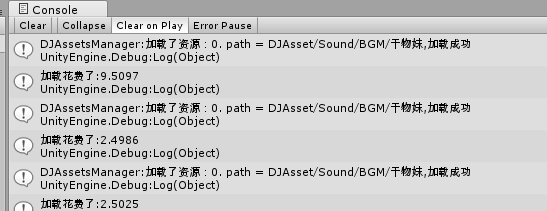 Console
Clear Collapse Clear on Play Error Pause
DJAssetsManager:加载了资源：0. path = DJAsset/Sound/BGM/干物妹,加载成功
UnityEngine.Debug:Log(Object)
加载花费了:9.5097
UnityEngine.Debug:Log(Object)
DJAssetsManager:加载了资源：0. path = DJAsset/Sound/BGM/干物妹,加载成功
UnityEngine.Debug:Log(Object)
加载花费了:2.4986
UnityEngine.Debug:Log(Object)
DJAssetsManager:加载了资源：0. path = DJAsset/Sound/BGM/干物妹,加载成功
UnityEngine.Debug:Log(Object)
加载花费了:2.5025